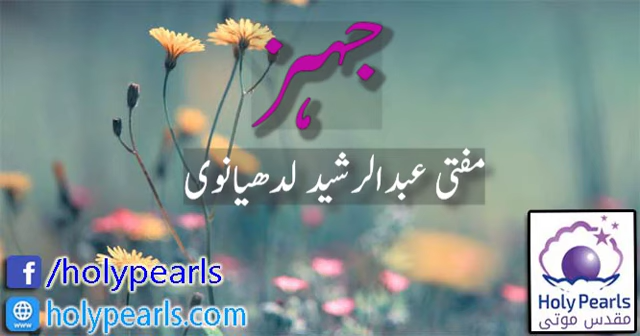 جہیز
مفتی عبدالرشید لدھیانوی
/holypearls
holypearls.com
Holy Pearls
مقدس موتی